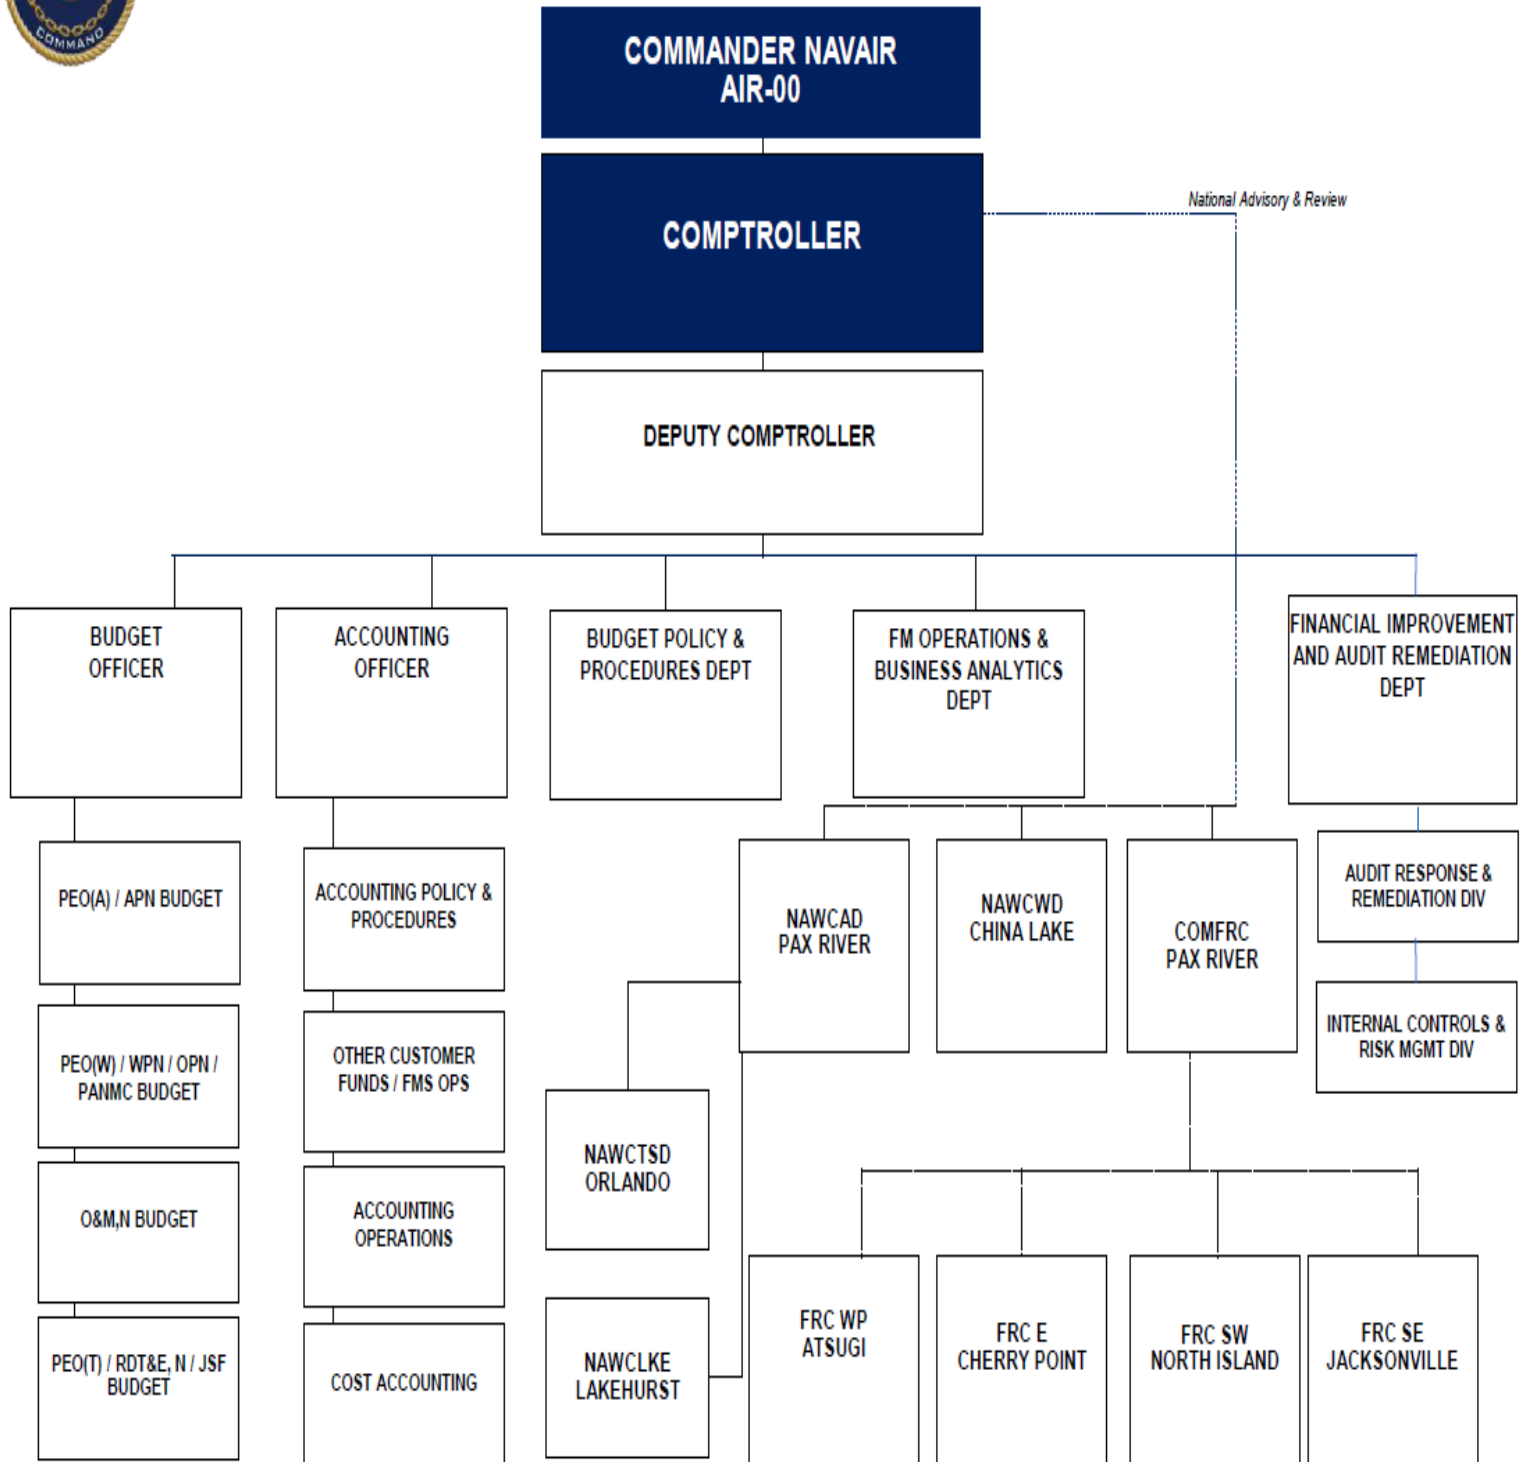 COMMAND
COMMANDER NAVAIR
AIR-00
COMPTROLLER
National Advisory & Review
DEPUTY COMPTROLLER
BUDGET
OFFICER
ACCOUNTING
OFFICER
BUDGET POLICY &
PROCEDURES DEPT
FM OPERATIONS &
BUSINESS ANALYTICS
DEPT
FINANCIAL IMPROVEMENT
AND AUDIT REMEDIATION
DEPT
PEO(A) / APN BUDGET
PEO(W) / WPN / OPN /
PANMC BUDGET
O&M,N BUDGET
PEO(T) / RDT&E, N / JSF
BUDGET
ACCOUNTING POLICY &
PROCEDURES
OTHER CUSTOMER
FUNDS / FMS OPS
ACCOUNTING
OPERATIONS
COST ACCOUNTING
NAWCAD
PAX RIVER
NAWCWD
CHINA LAKE
COMFRC
PAX RIVER
AUDIT RESPONSE &
REMEDIATION DIV
INTERNAL CONTROLS &
RISK MGMT DIV
NAWCTSD
ORLANDO
NAWCLKE
LAKEHURST
FRC WP
ATSUGI
FRC E
CHERRY POINT
FRC SW
NORTH ISLAND
FRC SE
JACKSONVILLE